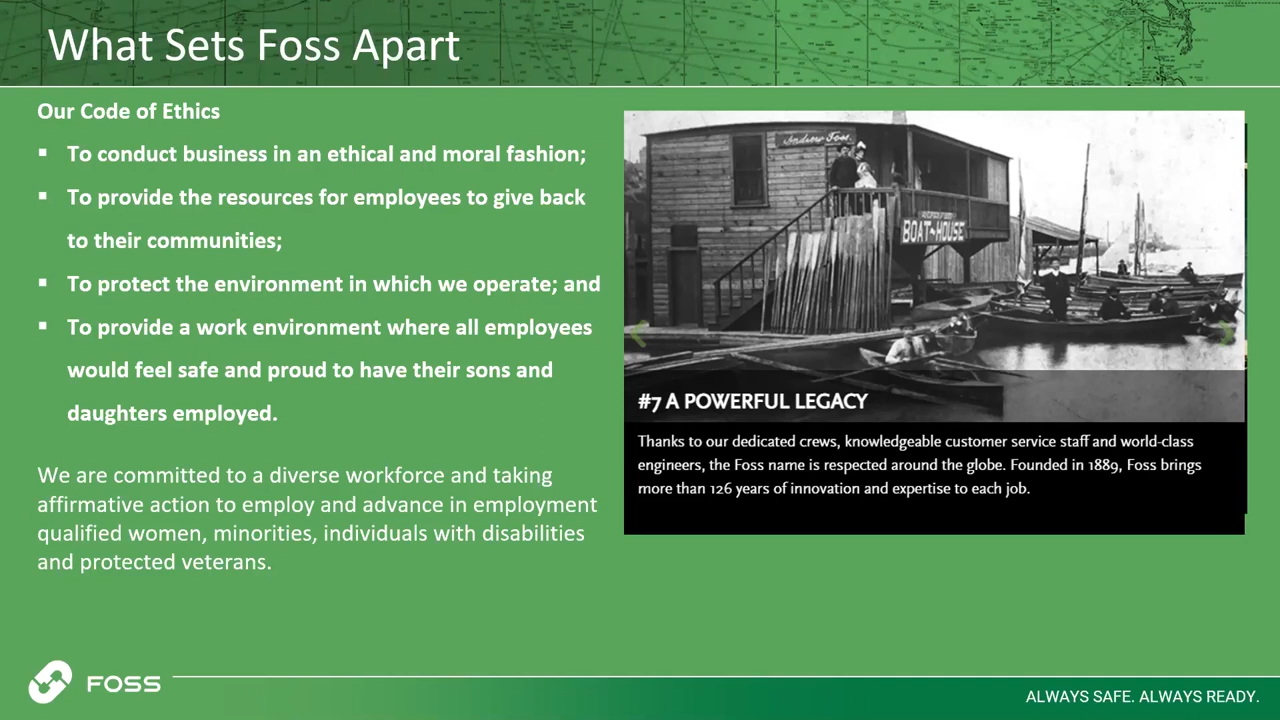 What Sets Foss Apart
Our Code of Ethics
▪ To conduct business in an ethical and moral fashion;
▪ To provide the resources for employees to give back
to their communities;
▪ To protect the environment in which we operate; and
▪ To provide a work environment where all employees
would feel safe and proud to have their sons and
daughters employed.
We are committed to a diverse workforce and taking
affirmative action to employ and advance in employment
qualified women, minorities, individuals with disabilities
and protected veterans.
Andrew Foss
BOAT-HOUSE
#7 A POWERFUL LEGACY
Thanks to our dedicated crews, knowledgeable customer service staff and world-class
engineers, the Foss name is respected around the globe. Founded in 1889, Foss brings
more than 126 years of innovation and expertise to each job.
FOSS
ALWAYS SAFE. ALWAYS READY.